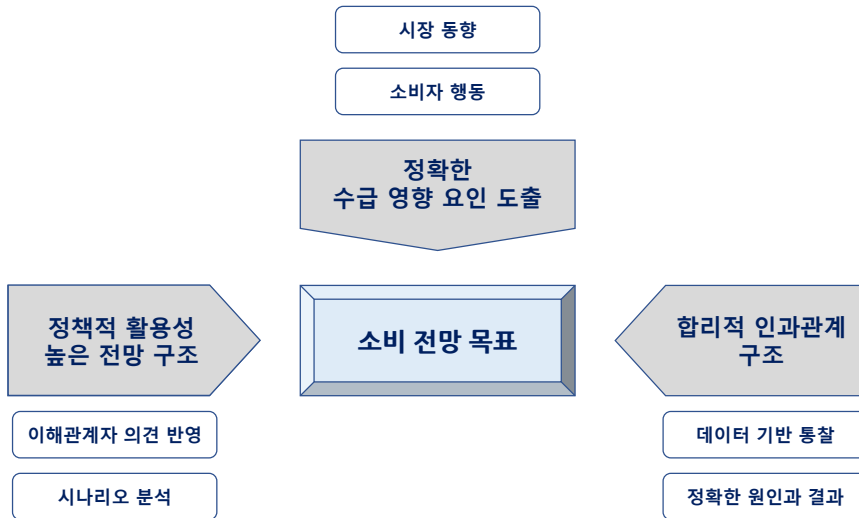 시장 동향
소비자 행동
정확한
수급 영향 요인 도출
정책적 활용성
높은 전망 구조
소비 전망 목표
합리적 인과관계
구조
이해관계자 의견 반영
데이터 기반 통찰
시나리오 분석
정확한 원인과 결과